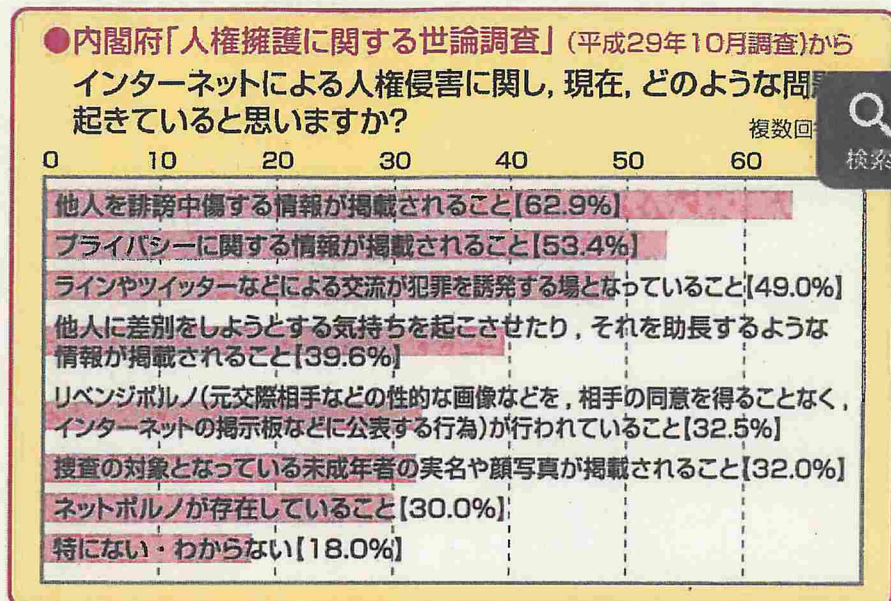 ●内閣府「人権擁護に関する世論調査」(平成29年10月調査)から
インターネットによる人権侵害に関し,現在,どのような問
起きていると思いますか?
複数回
検索
0 10 20 30 40 50 60
他人を誹謗中傷する情報が掲載されること【62.9%】
プライバシーに関する情報が掲載されること【53.4%】
ラインやツイッターなどによる交流が犯罪を誘発する場となっていること【49.0%】
他人に差別をしようとする気持ちを起こさせたり,それを助長するような
情報が掲載されること【39.6%】
リベンジポルノ(元交際相手などの性的な画像などを,相手の同意を得ることなく,
インターネットの掲示板などに公表する行為)が行われていること【32.5%】
捜査の対象となっている未成年者の実名や顔写真が掲載されること【32.0%】
ネットポルノが存在していること【30.0%】
特にない・わからない【18.0%】